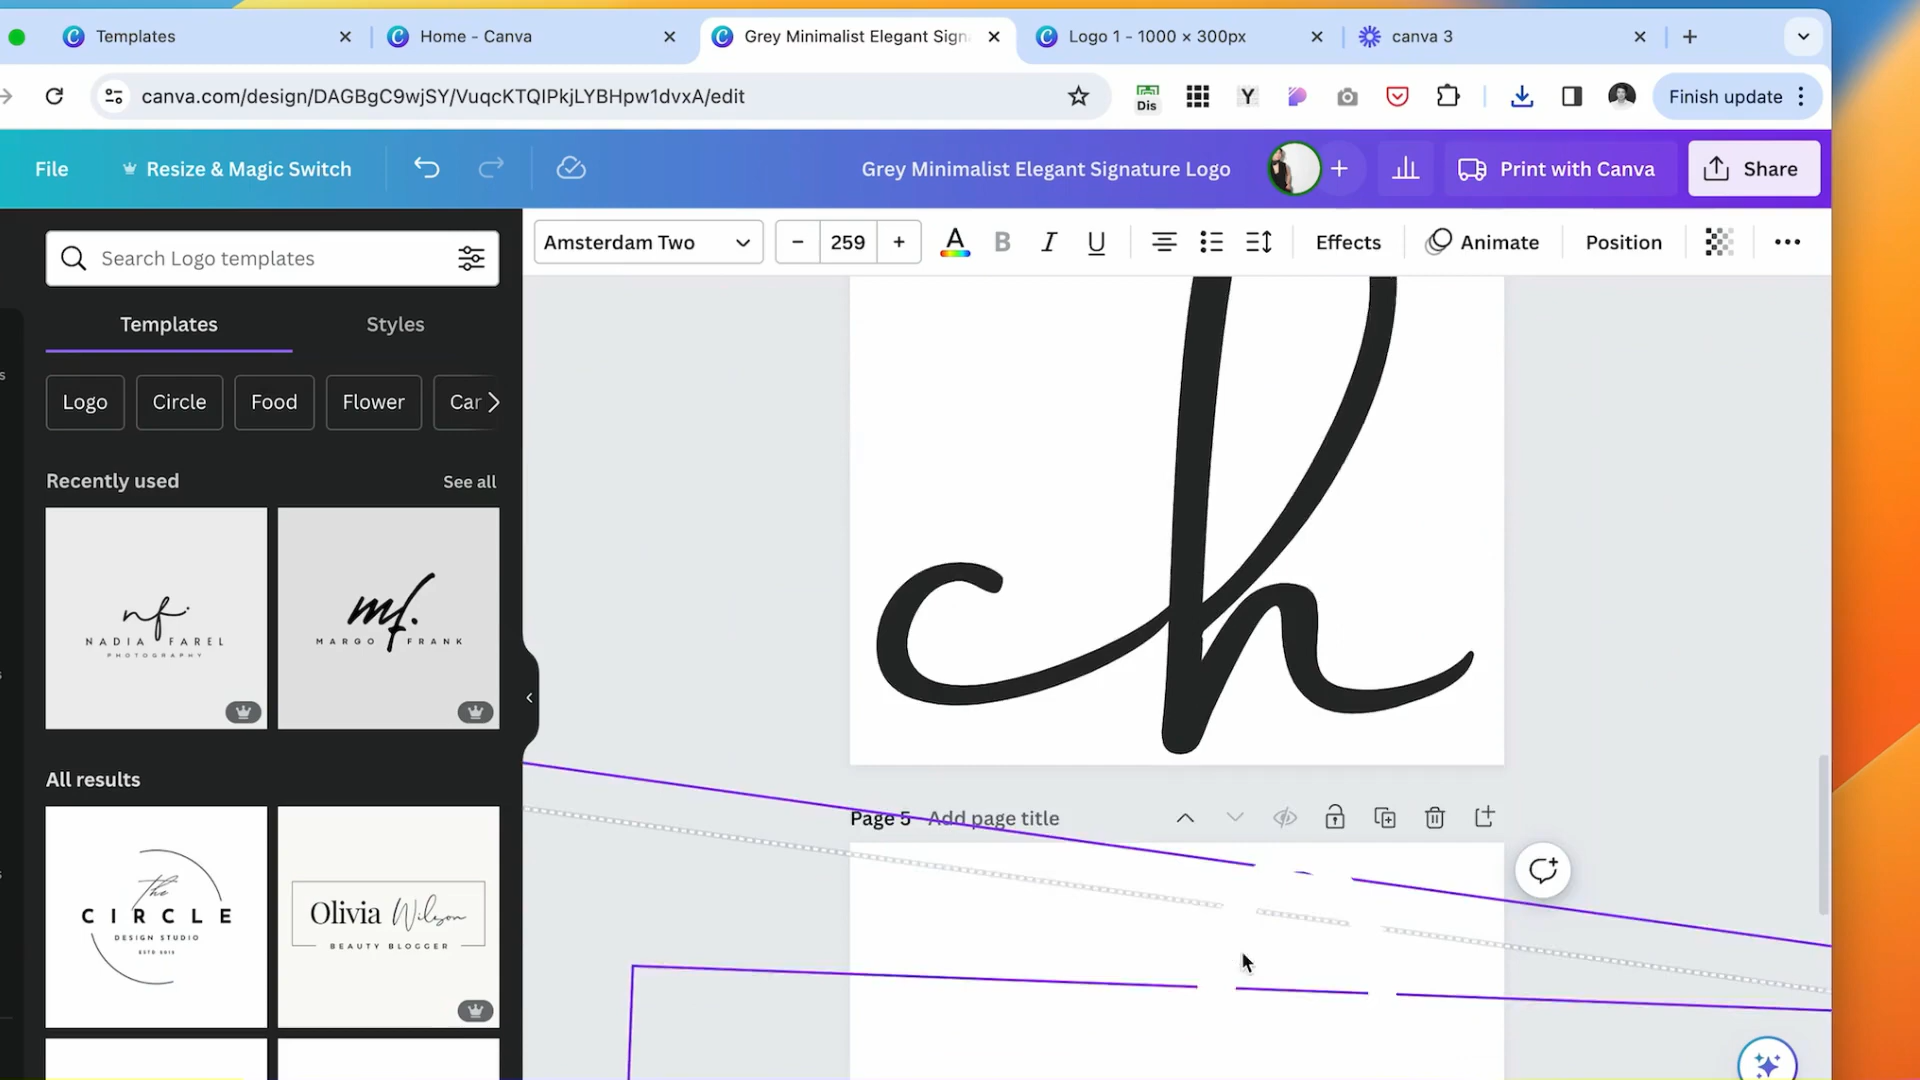 Templates
Home - Canva
Grey Minimalist Elegant Sign
Logo 1 - 1000 × 300px
canva 3
canva.com/design/DAGBgC9wjSY/VuqcKTQIPkjLYBHpw1dvxA/edit
Dis
Y
Finish update
File
Resize & Magic Switch
Grey Minimalist Elegant Signature Logo
Print with Canva
Share
Search Logo templates
Amsterdam Two
259
A
B
I
U
Effects
Animate
Position
Templates
Styles
Logo
Circle
Food
Flower
Car
Recently used
See all
nf.
NADIA FAREL
PHOTOGRAPHY
mf.
MARGO FRANK
ch
All results
Page 5
Add page title
the
CIRCLE
DESIGN STUDIO
Olivia Wilson
BEAUTY BLOGGER